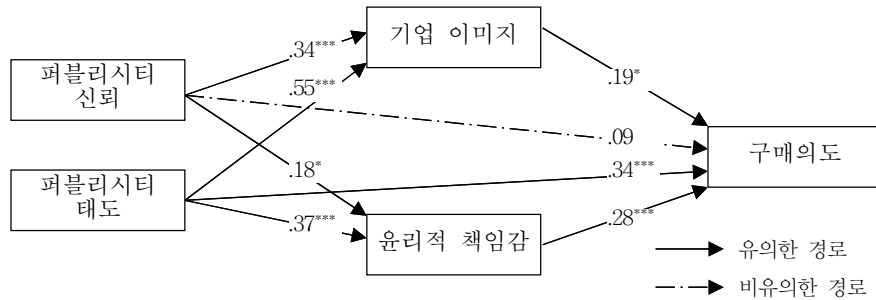 기업 이미지
.34***
.19*
퍼블리시티
신뢰
.55***
.09
구매의도
.18*
.34***
퍼블리시티
태도
.37***
윤리적 책임감
.28***
유의한 경로
비유의한 경로